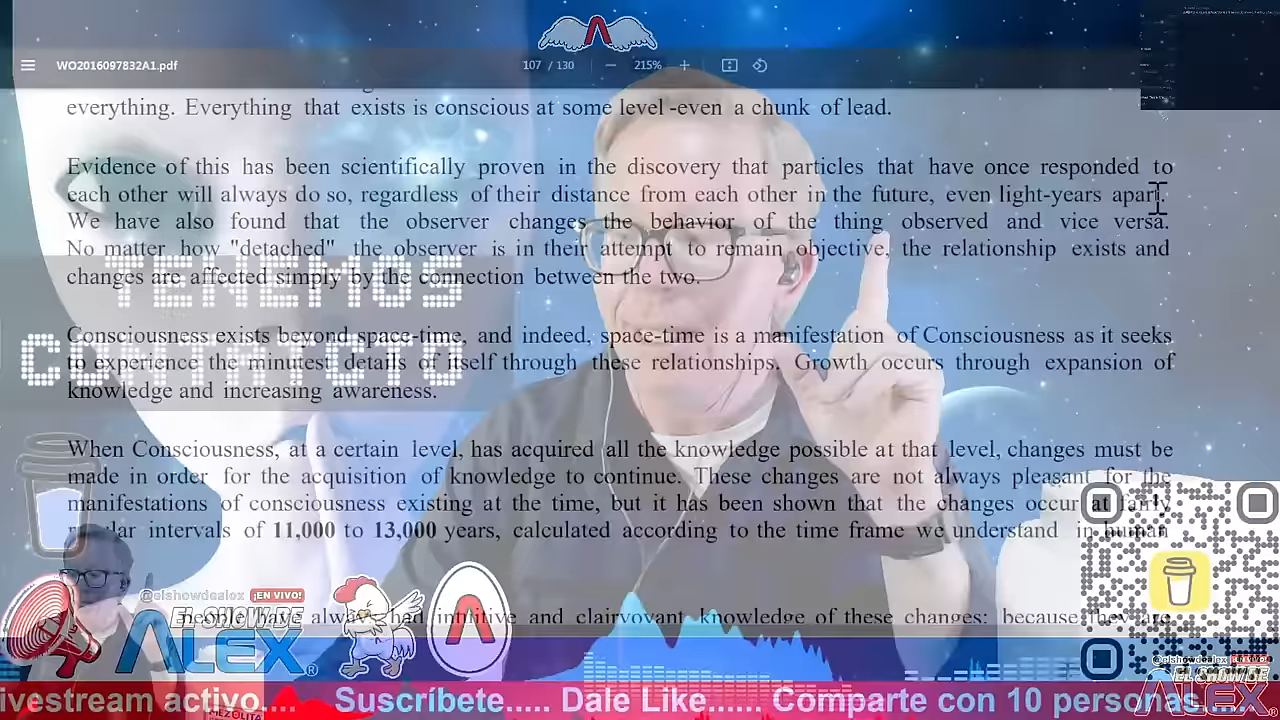 WO2016097832A1.pdf
107 / 130
215%
everything. Everything that exists is conscious at some level -even a chunk of lead.
Evidence of this has been scientifically proven in the discovery that particles that have once responded to
each other will always do so, regardless of their distance from each other in the future, even light-years apart.
We have also found that the observer changes the behavior of the thing observed and vice versa.
No matter how "detached" the observer is in their attempt to remain objective, the relationship exists and
changes are affected simply by the connection between the two.
TENEMOS
CONTACTO
Consciousness exists beyond space-time, and indeed, space-time is a manifestation of Consciousness as it seeks
to experience the minutest details of itself through these relationships. Growth occurs through expansion of
knowledge and increasing awareness.
When Consciousness, at a certain level, has acquired all the knowledge possible at that level, changes must be
made in order for the acquisition of knowledge to continue. These changes are not always pleasant for the
manifestations of consciousness existing at the time, but it has been shown that the changes occur at fairly
lar intervals of 11,000 to 13,000 years, calculated according to the time frame we understand in human
People have always had intuitive and clairvoyant knowledge of these changes: because they are
@elshowdealex ¡EN VIVO!
EL SHOW DE
ALEX®
@elshowdealex
EL SHOW DE
ALEX
vestram activo.... Suscribete..... Dale Like...... Comparte con 10 personas....
MEZOLITA